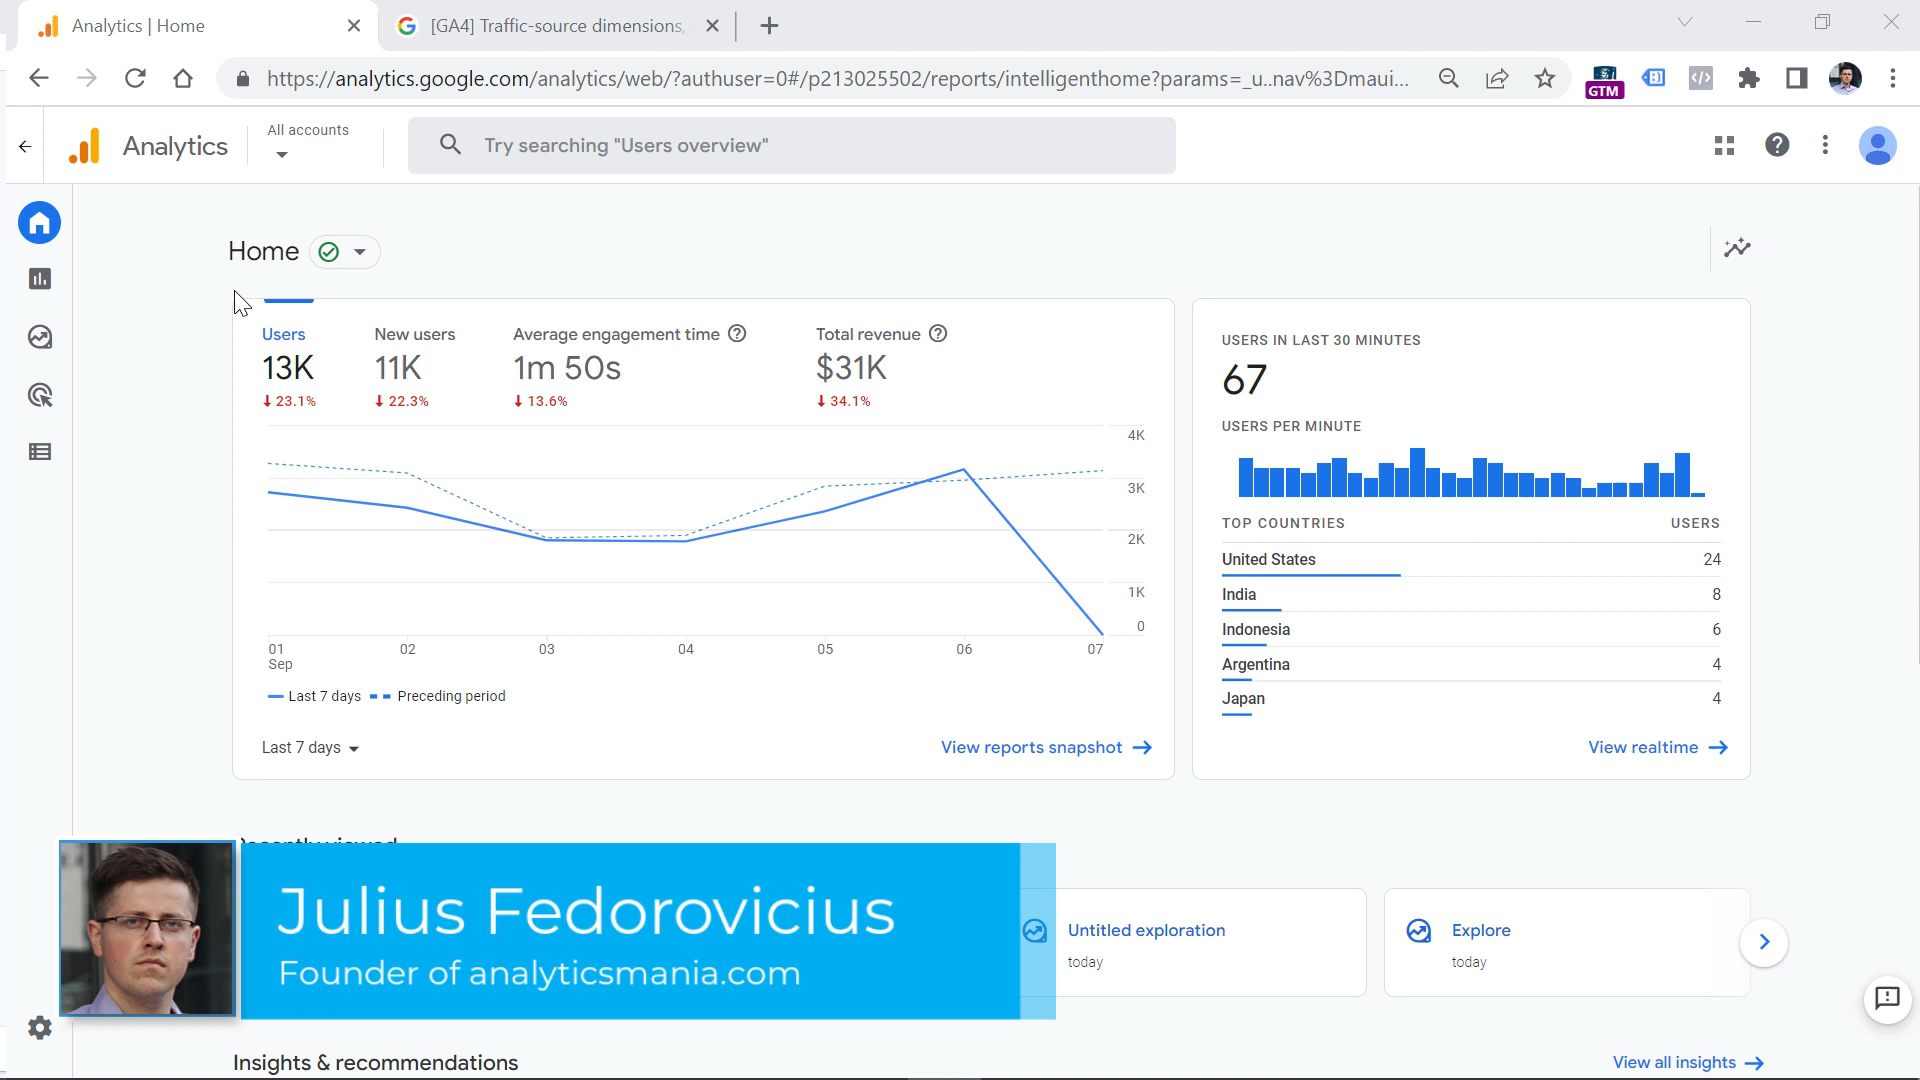 Analytics | Home
[GA4] Traffic-source dimensions,
https://analytics.google.com/analytics/web/?authuser=0#/p213025502/reports/intelligenthome?params=_u..nav%3Dmaui...
GTM
Analytics
All accounts
Try searching "Users overview"
Home
Users
13K
23.1%
New users
11K
22.3%
Average engagement time
1m 50s
13.6%
Total revenue
$31K
34.1%
4K
3K
2K
1K
0
01
Sep
02
03
04
05
06
07
Last 7 days
Preceding period
Last 7 days
View reports snapshot
USERS IN LAST 30 MINUTES
67
USERS PER MINUTE
TOP COUNTRIES USERS
United States 24
India 8
Indonesia 6
Argentina 4
Japan 4
View realtime
Recently viewed
Julius Fedorovicius
Founder of analyticsmania.com
Untitled exploration
today
Explore
today
Insights & recommendations
View all insights